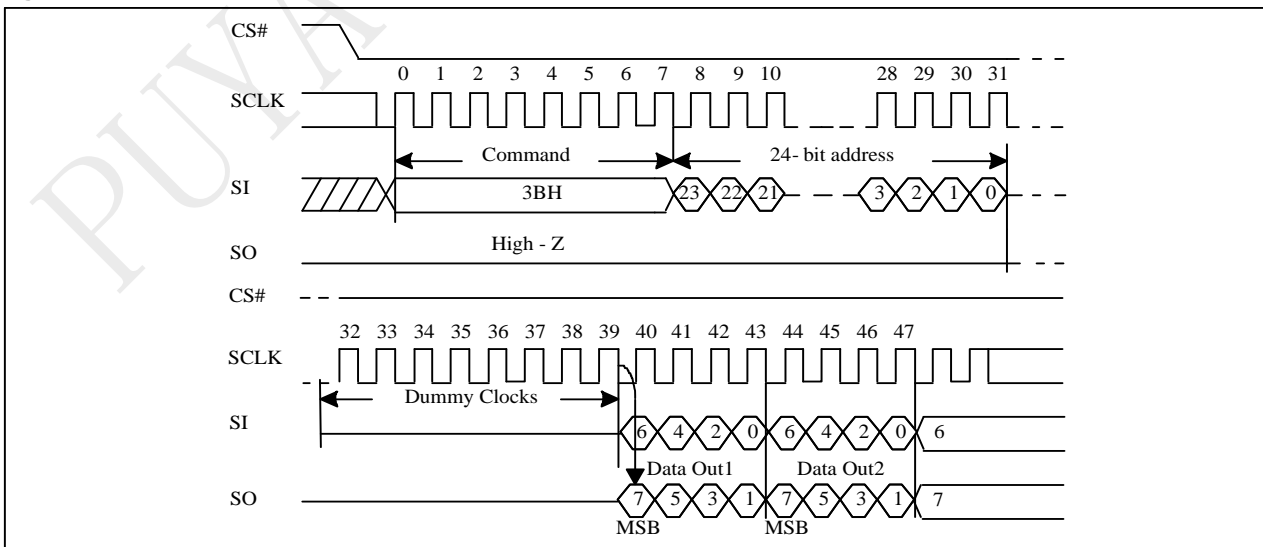 PUYA
CS#
0 1 2 3 4 5 6 7 8 9 10 28 29 30 31
SCLK
Command 24- bit address
SI 3BH 23 22 21 3 2 1 0
High - Z
SO
CS#
32 33 34 35 36 37 38 39 40 41 42 43 44 45 46 47
SCLK
Dummy Clocks
SI 6 4 2 0 6 4 2 0 6
Data Out1 Data Out2
SO 7 5 3 1 7 5 3 1 7
MSB MSB